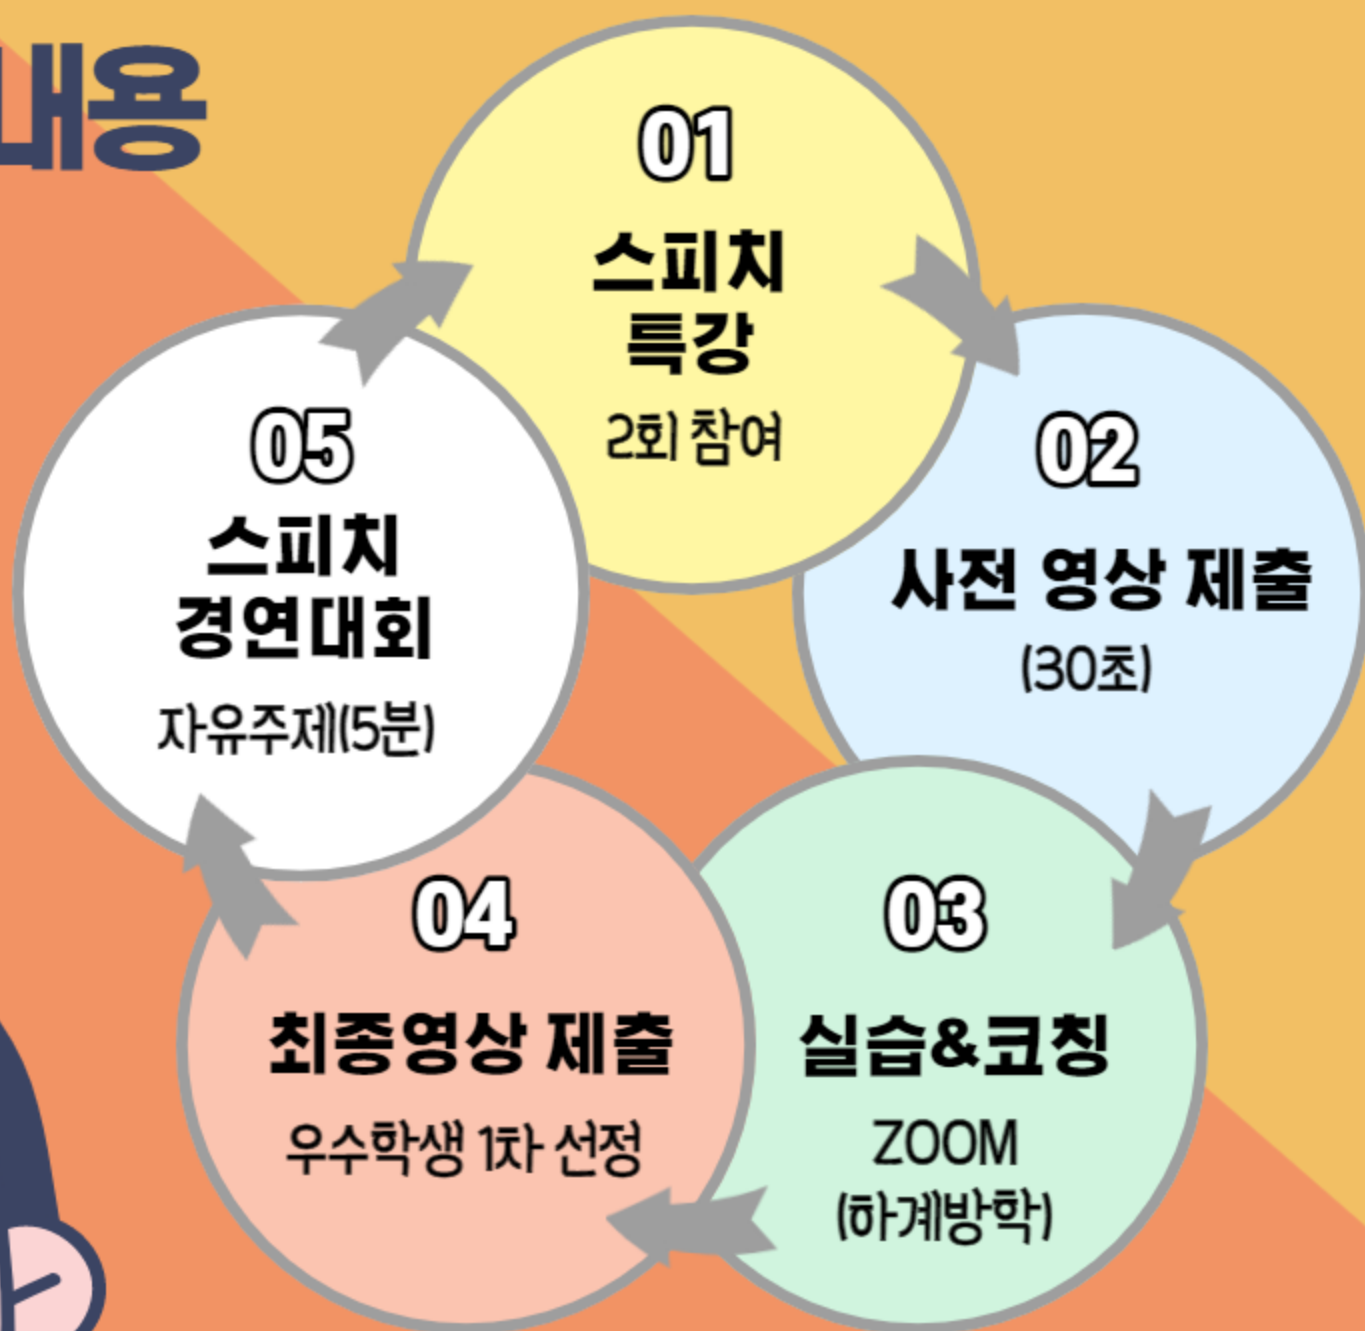 내용
01
스피치
특강
2회 참여
02
사전 영상 제출
(30초)
03
실습&코칭
ZOOM
(하계방학)
04
최종영상 제출
우수학생 1차 선정
05
스피치
경연대회
자유주제(5분)